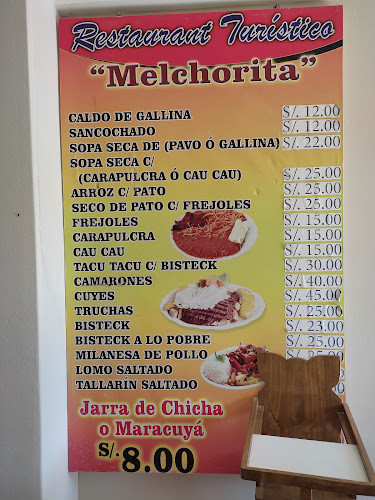 Restaurant Turístico
"Melchorita"
CALDO DE GALLINA S/. 12.00
SANCOCHADO S/. 12.00
SOPA SECA DE (PAVO Ó GALLINA) S/. 22.00
SOPA SECA C/
(CARAPULCRA Ó CAU CAU) S/. 25.00
ARROZ C/ PATO S/. 25.00
SECO DE PATO C/ FREJOLES S/. 25.00
FREJOLES S/. 15.00
CARAPULCRA S/. 15.00
CAU CAU S/. 15.00
TACU TACU C/ BISTECK S/. 30.00
CAMARONES S/. 40.00
CUYES S/. 45.00
TRUCHAS S/. 25.00
BISTECK S/. 23.00
BISTECK A LO POBRE S/. 25.00
MILANESA DE POLLO S/.
LOMO SALTADO
TALLARÍN SALTADO
Jarra de Chicha
o Maracuyá
S/. 8.00